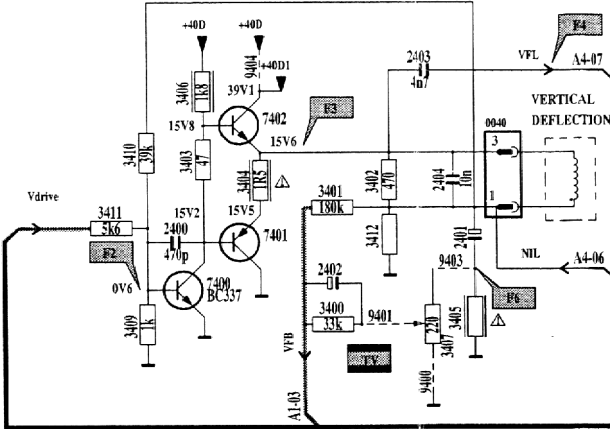 +40D
+40D
9404
+40D1
3406
1k8
39V1
7402
15V8
F3
15V6
2403
4n7
VFL
F4
A4-07
VERTICAL
DEFLECTION
0040
3
1
3410
39k
3403
47
3404
1R5
3402
470
2404
10n
3401
180k
Vdrive
3411
5k6
15V2
2400
470p
15V5
7401
3412
2401
NIL
A4-06
F2
0V6
7400
BC337
2402
9403
F6
3409
1k
3400
33k
9401
220
3407
3405
VFB
TV
9400
A1-03